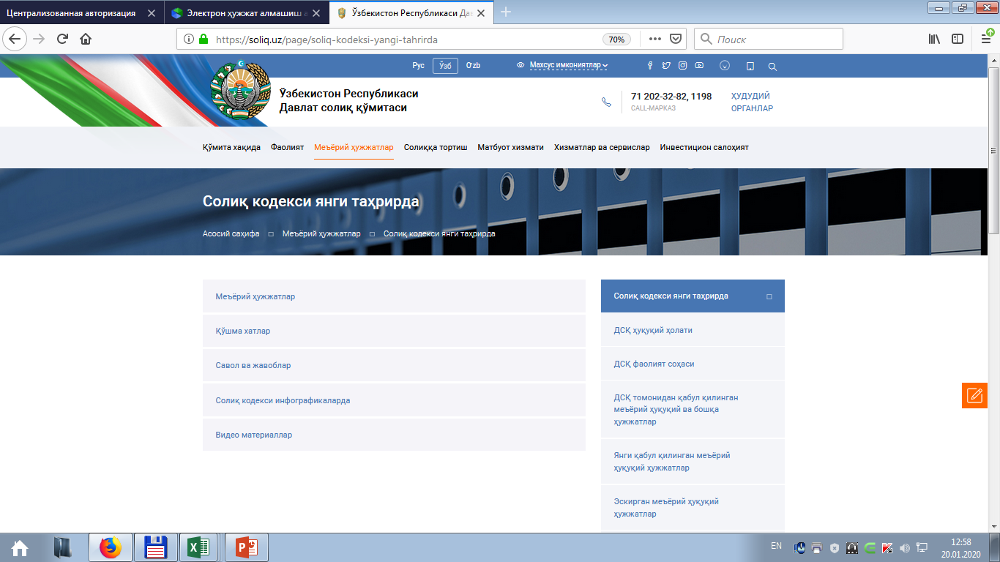 Централизованная авторизация
Электрон ҳужжат алмашиш
Ўзбекистон Республикаси Дав
https://soliq.uz/page/soliq-kodeksi-yangi-tahrirda
70%
Поиск
Рус
Ўзб
O'zb
Махсус имкониятлар
Ўзбекистон Республикаси
Давлат солиқ қўмитаси
71 202-32-82, 1198
CALL-МАРКАЗ
ҲУДУДИЙ
ОРГАНЛАР
Қўмита хақида
Фаолият
Меъёрий ҳужжатлар
Солиққа тортиш
Матбуот хизмати
Хизматлар ва сервислар
Инвестицион салоҳият
Солиқ кодекси янги таҳрирда
Асосий саҳифа
Меъёрий ҳужжатлар
Солиқ кодекси янги таҳрирда
Меъёрий ҳужжатлар
Қўшма хатлар
Савол ва жавоблар
Солиқ кодекси инфографикаларда
Видео материаллар
Солиқ кодекси янги таҳрирда
ДСҚ ҳуқуқий ҳолати
ДСҚ фаолият соҳаси
ДСҚ томонидан қабул қилинган
меъёрий ҳуқуқий ва бошқа
ҳужжатлар
Янги қабул қилинган меъёрий
ҳуқуқий ҳужжатлар
Эскирган меъёрий ҳуқуқий
ҳужжатлар
EN
12:58
20.01.2020